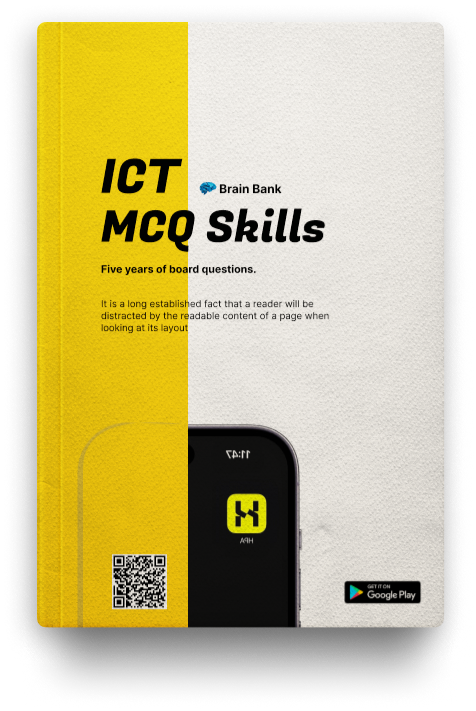 ICT
Brain Bank
MCQ Skills
Five years of board questions.
It is a long established fact that a reader will be
distracted by the readable content of a page when
looking at its layout
11:47
HPA
GET IT ON
Google Play